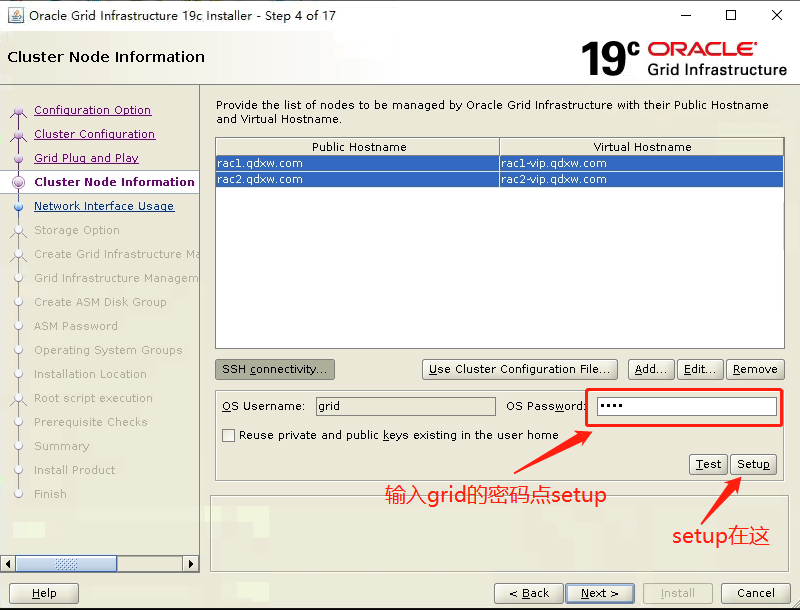 Oracle Grid Infrastructure 19c Installer - Step 4 of 17
Cluster Node Information
19c ORACLE
Grid Infrastructure
Configuration Option
Cluster Configuration
Grid Plug and Play
Cluster Node Information
Network Interface Usage
Storage Option
Create Grid Infrastructure Ma
Grid Infrastructure Managem
Create ASM Disk Group
ASM Password
Operating System Groups
Installation Location
Root script execution
Prerequisite Checks
Summary
Install Product
Finish
Provide the list of nodes to be managed by Oracle Grid Infrastructure with their Public Hostname
and Virtual Hostname.
Public Hostname Virtual Hostname
rac1.qdxw.com rac1-vip.qdxw.com
rac2.qdxw.com rac2-vip.qdxw.com
SSH connectivity... Use Cluster Configuration File... Add... Edit... Remove
OS Username: grid OS Password: ••••
Reuse private and public keys existing in the user home
Test Setup
输入grid的密码点setup
setup在这
Help < Back Next > Install Cancel